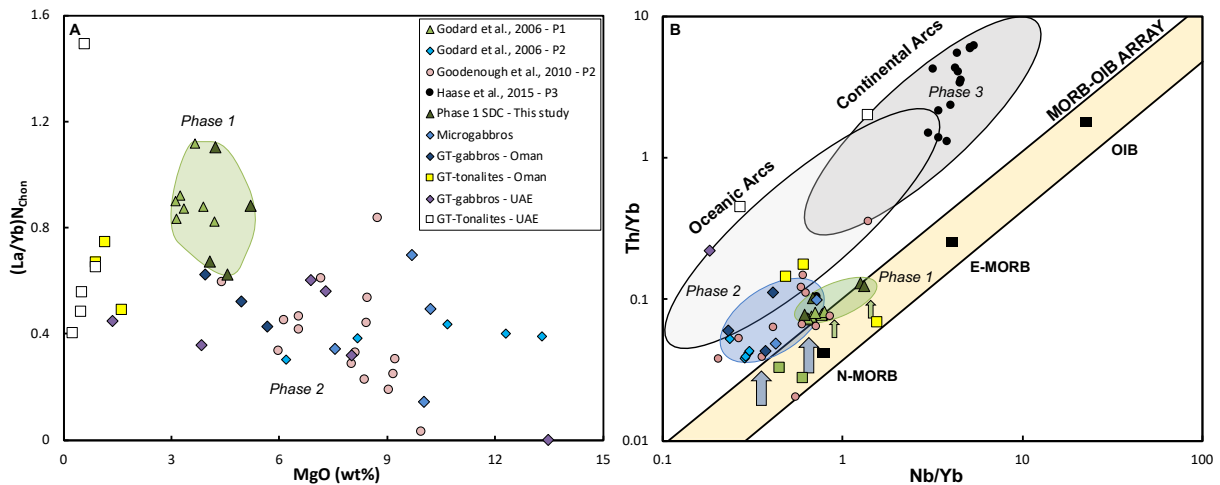 1.6
1.2
0.8
0.4
0
(La/Yb)N Chon
A
Phase 1
Phase 2
Godard et al., 2006 - P1
Godard et al., 2006 - P2
Goodenough et al., 2010 - P2
Haase et al., 2015 - P3
Phase 1 SDC - This study
Microgabbros
GT-gabbros - Oman
GT-tonalites - Oman
GT-gabbros - UAE
GT-Tonalites - UAE
0
3
6
9
12
15
MgO (wt%)
10
1
0.1
0.01
Th/Yb
B
Continental Arcs
Phase 3
MORB-OIB ARRAY
OIB
Oceanic Arcs
E-MORB
Phase 1
Phase 2
N-MORB
0.1
1
10
100
Nb/Yb